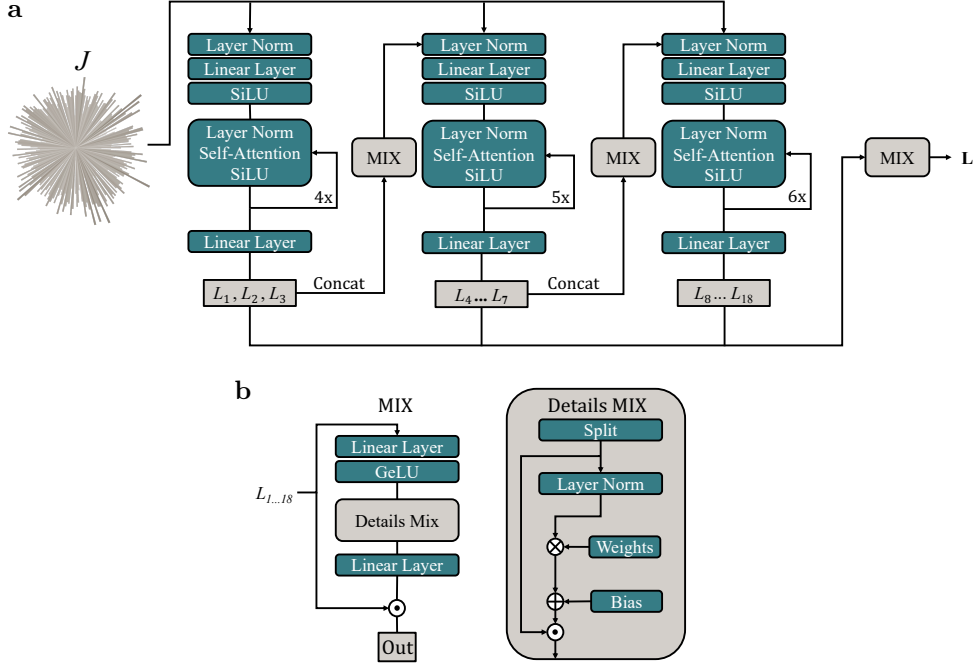 a
J
Layer Norm
Linear Layer
SiLU
Layer Norm
Self-Attention
SiLU
4x
Linear Layer
L₁, L₂, L₃
Concat
MIX
Layer Norm
Linear Layer
SiLU
Layer Norm
Self-Attention
SiLU
5x
Linear Layer
L₄... L₇
Concat
MIX
Layer Norm
Linear Layer
SiLU
Layer Norm
Self-Attention
SiLU
6x
Linear Layer
L₈... L₁₈
MIX
L
b
MIX
Linear Layer
GeLU
L₁...₁₈
Details Mix
Linear Layer
Out
Details MIX
Split
Layer Norm
Weights
Bias